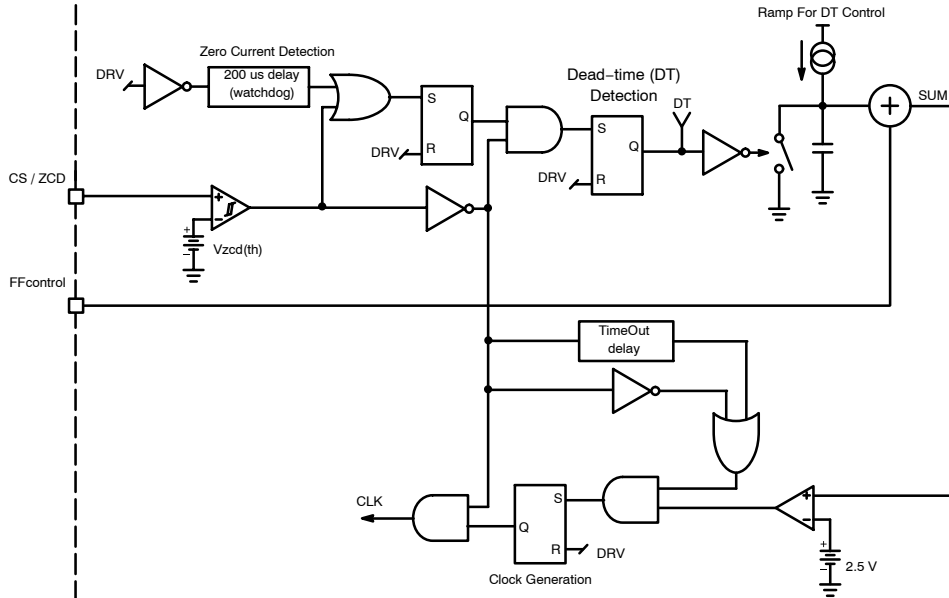 Ramp For DT Control
Zero Current Detection
DRV
200 us delay
(watchdog)
Dead−time (DT)
Detection
S
Q
R
DRV
DT
S
Q
R
DRV
+
SUM
CS / ZCD
+
−
+
−
Vzcd(th)
FFcontrol
TimeOut
delay
CLK
S
Q
R
DRV
Clock Generation
+
−
+
−
2.5 V